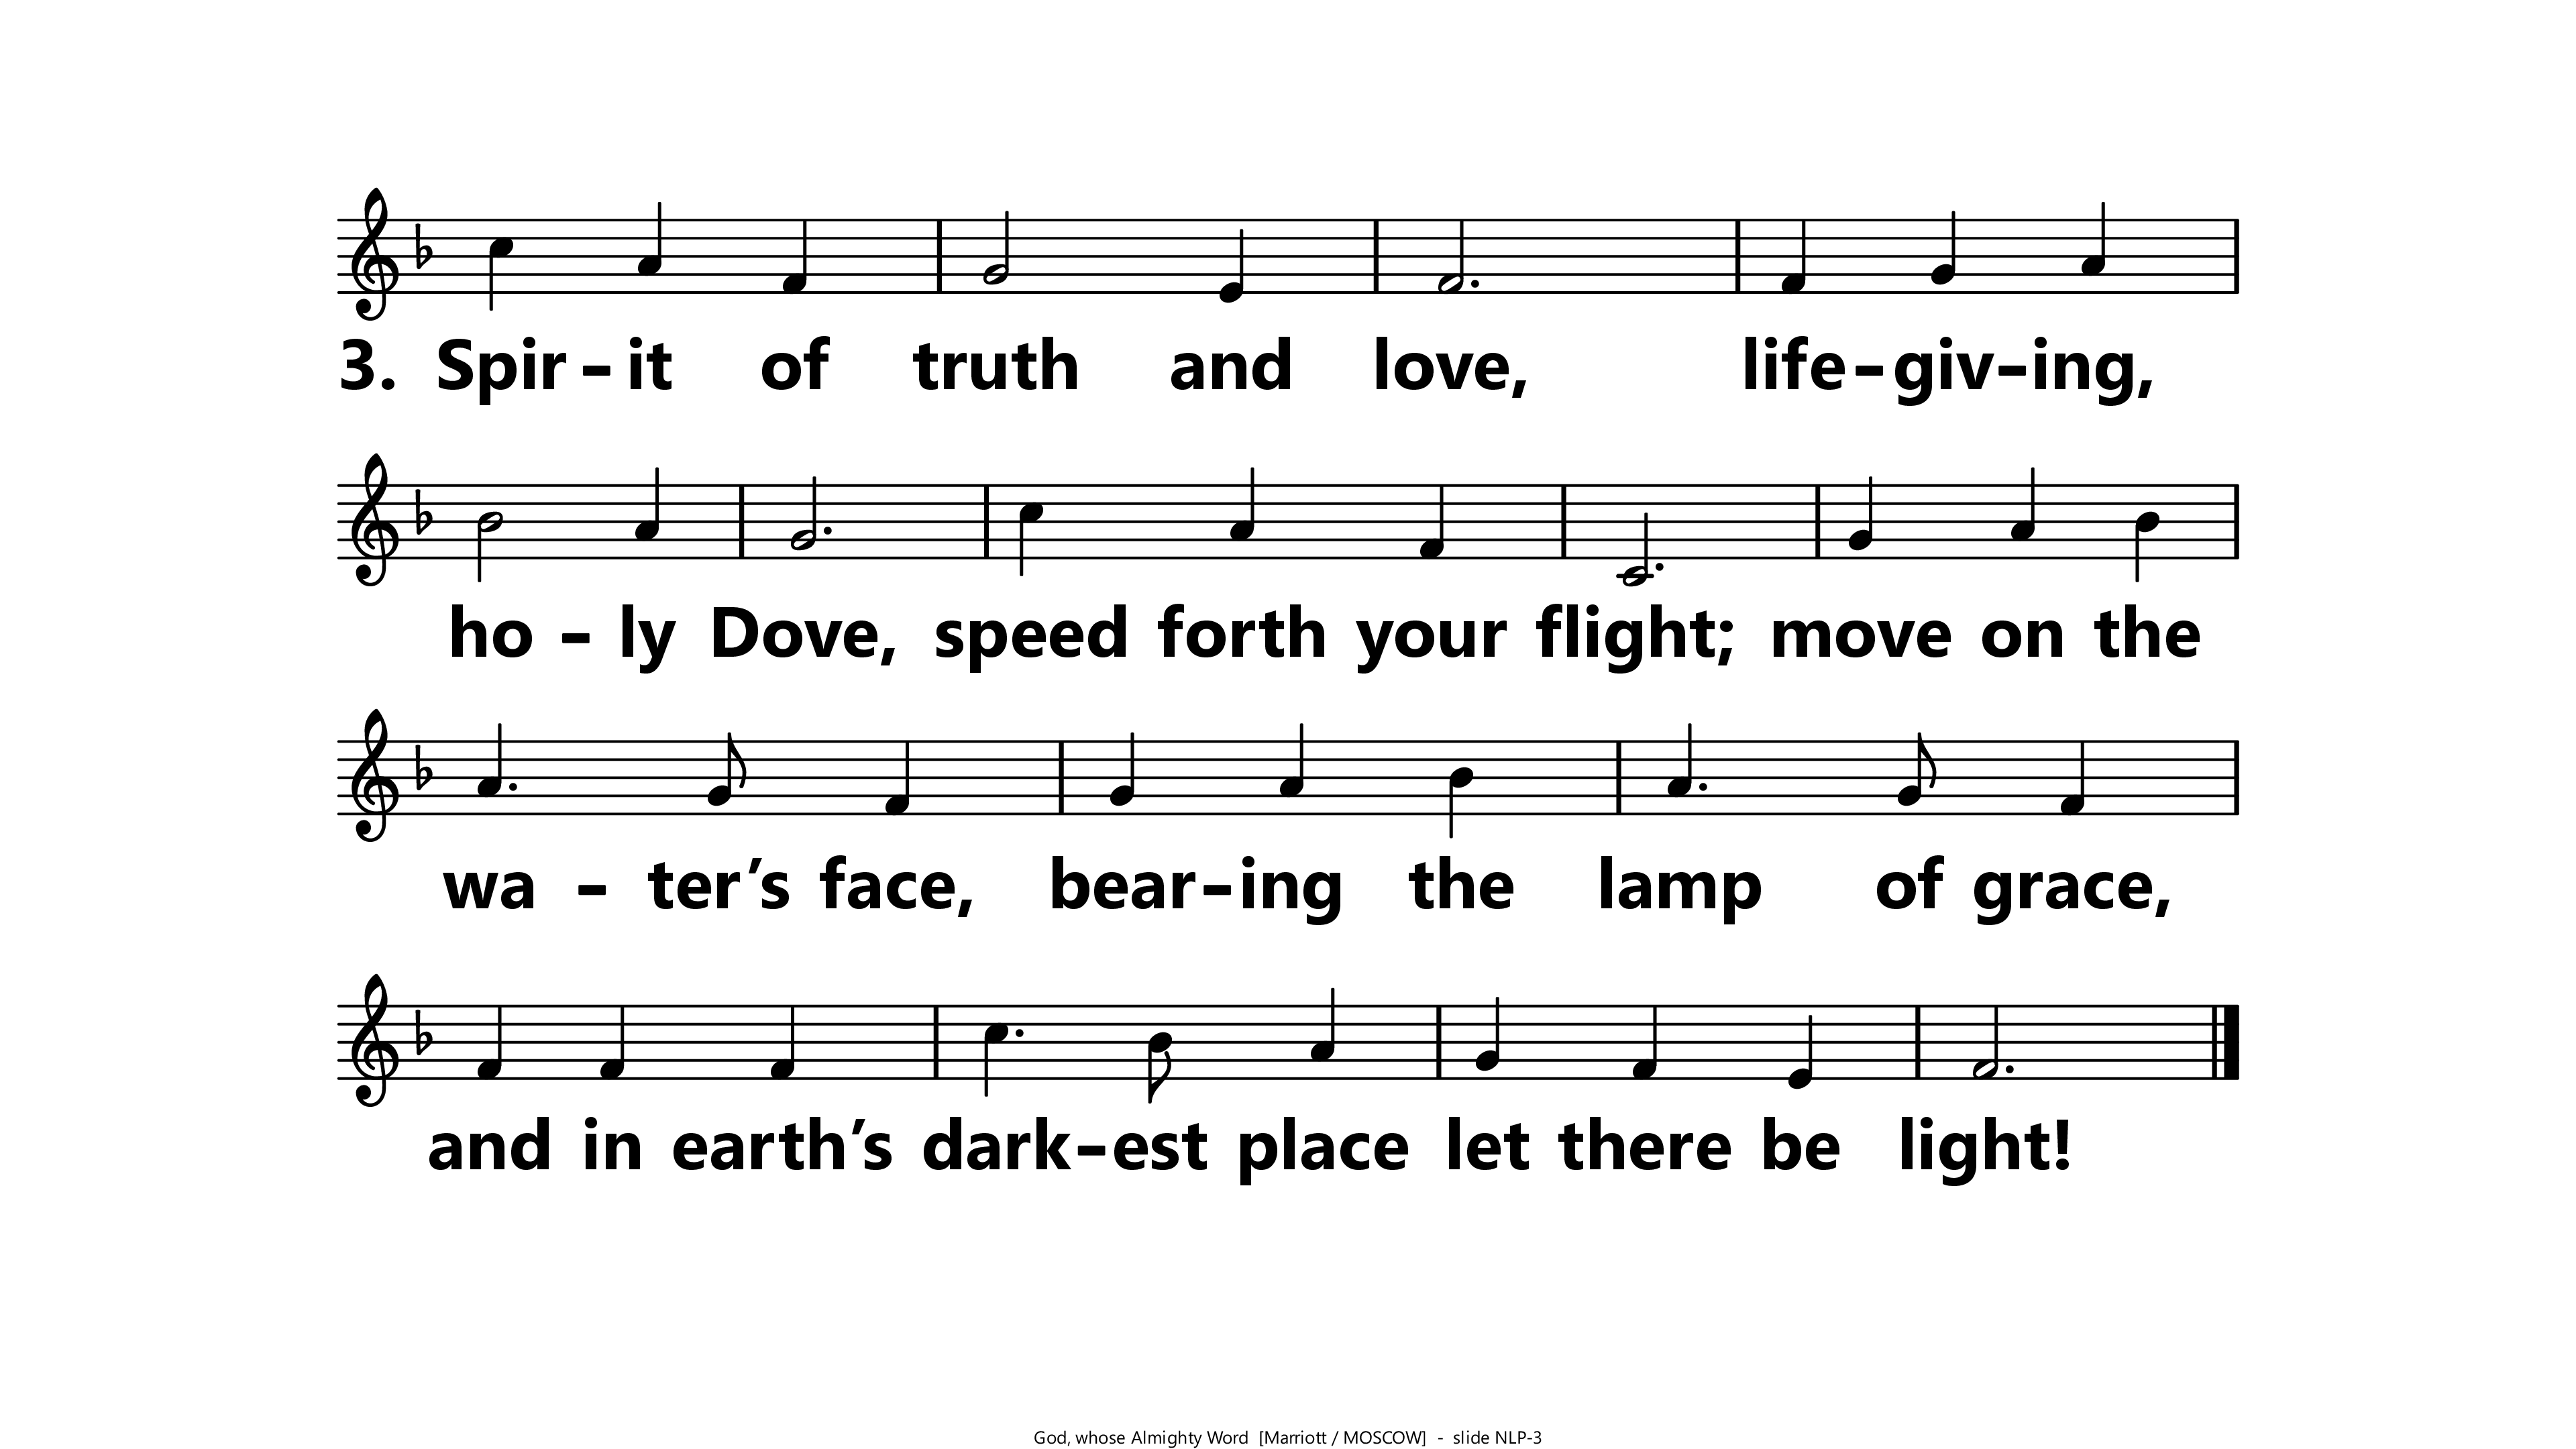 3. Spir-it of truth and love, life-giv-ing,
ho - ly Dove, speed forth your flight; move on the
wa - ter’s face, bear-ing the lamp of grace,
and in earth’s dark-est place let there be light!
God, whose Almighty Word [Marriott / MOSCOW] - slide NLP-3